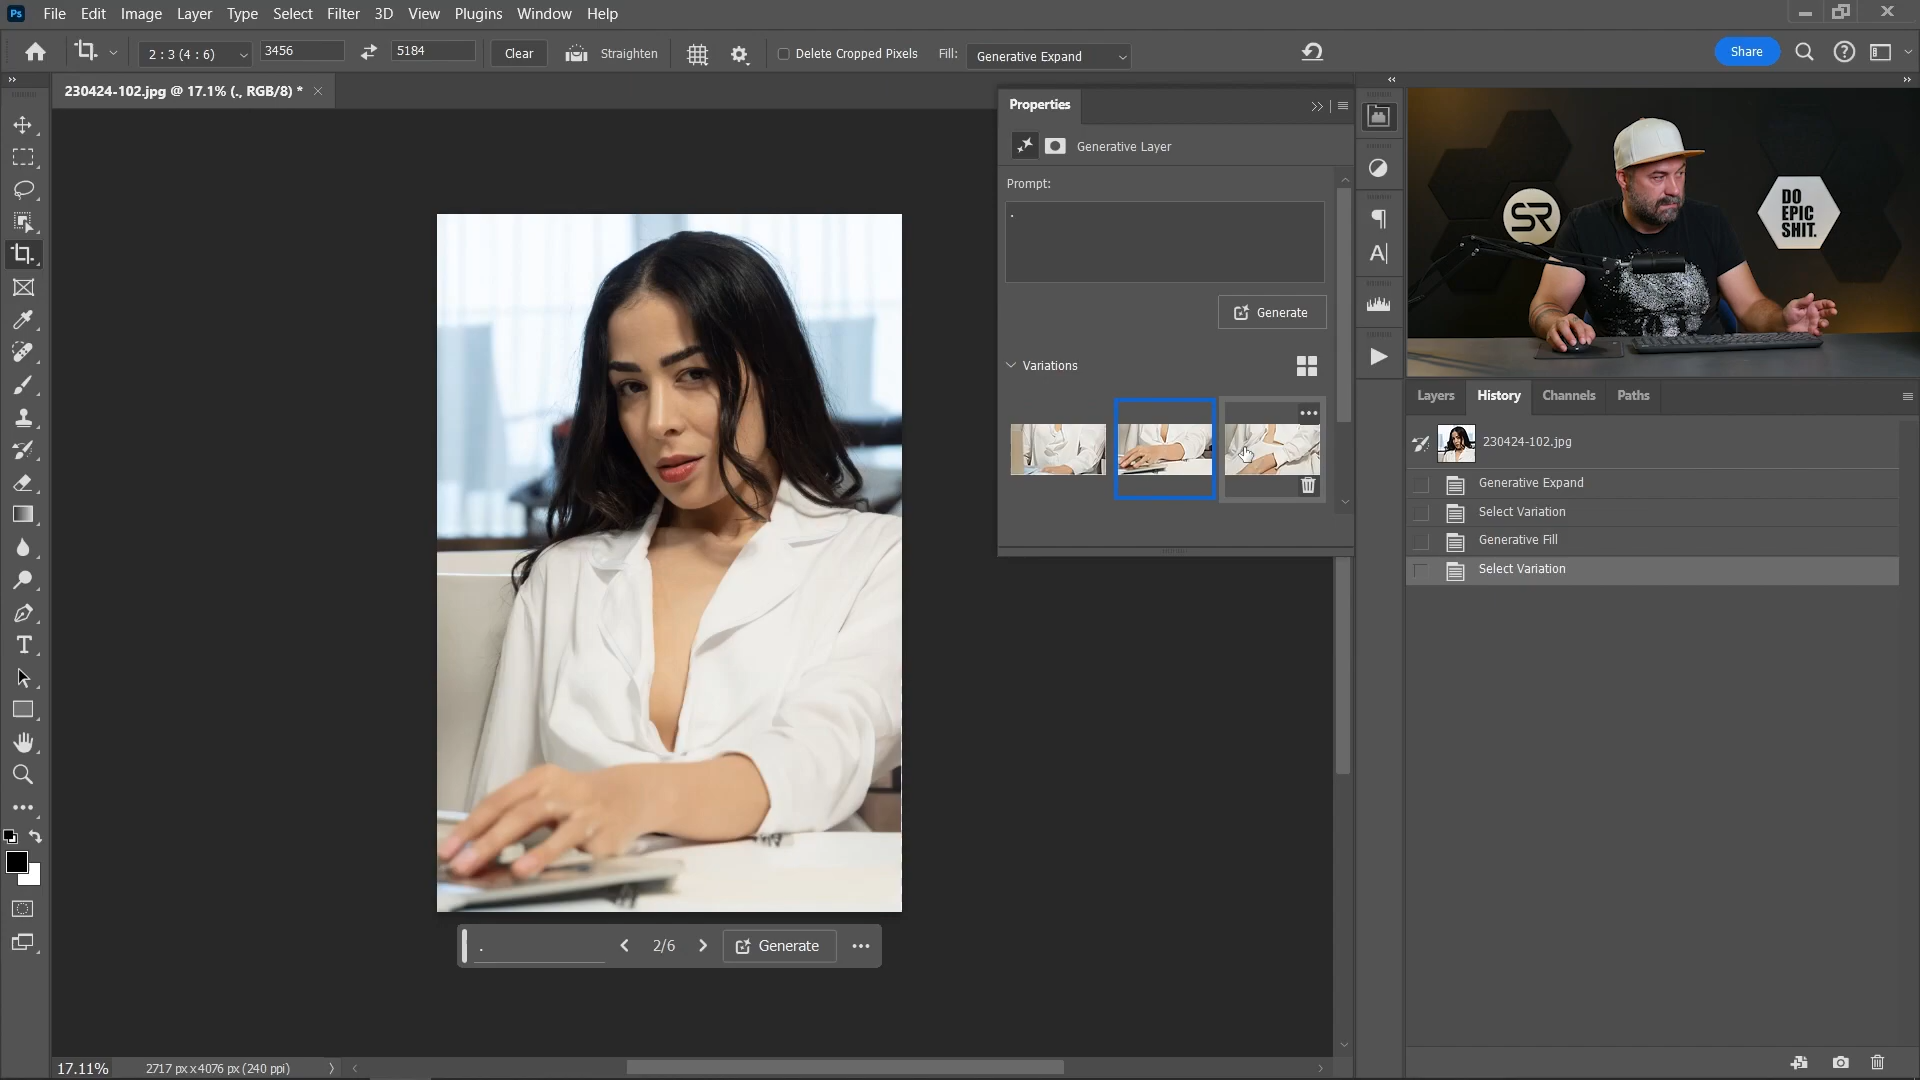 Ps File Edit Image Layer Type Select Filter 3D View Plugins Window Help
2 : 3 (4 : 6) 3456 5184 Clear Straighten Delete Cropped Pixels Fill: Generative Expand Share
230424-102.jpg @ 17.1% (., RGB/8) *
Properties
Generative Layer
Prompt:
.
Generate
Variations
SR
DO
EPIC
SHIT.
Layers History Channels Paths
230424-102.jpg
Generative Expand
Select Variation
Generative Fill
Select Variation
. 2/6 Generate
17.11% 2717 px x 4076 px (240 ppi)